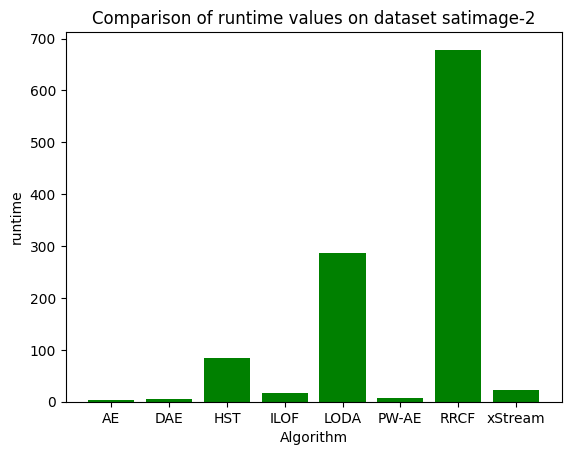 Comparison of runtime values on dataset satimage-2
700
600
500
400
300
200
100
0
runtime
AE DAE HST ILOF LODA PW-AE RRCF xStream
Algorithm